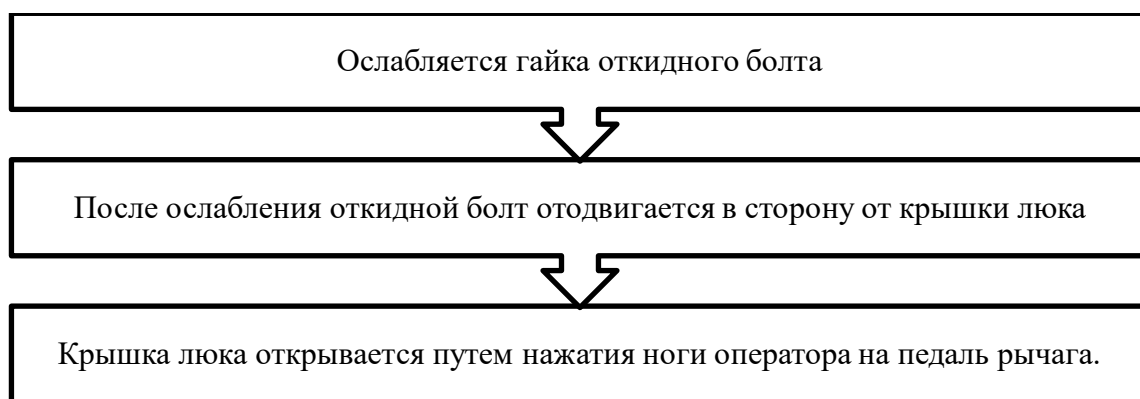 Ослабляется гайка откидного болта
После ослабления откидной болт отодвигается в сторону от крышки люка
Крышка люка открывается путем нажатия ноги оператора на педаль рычага.